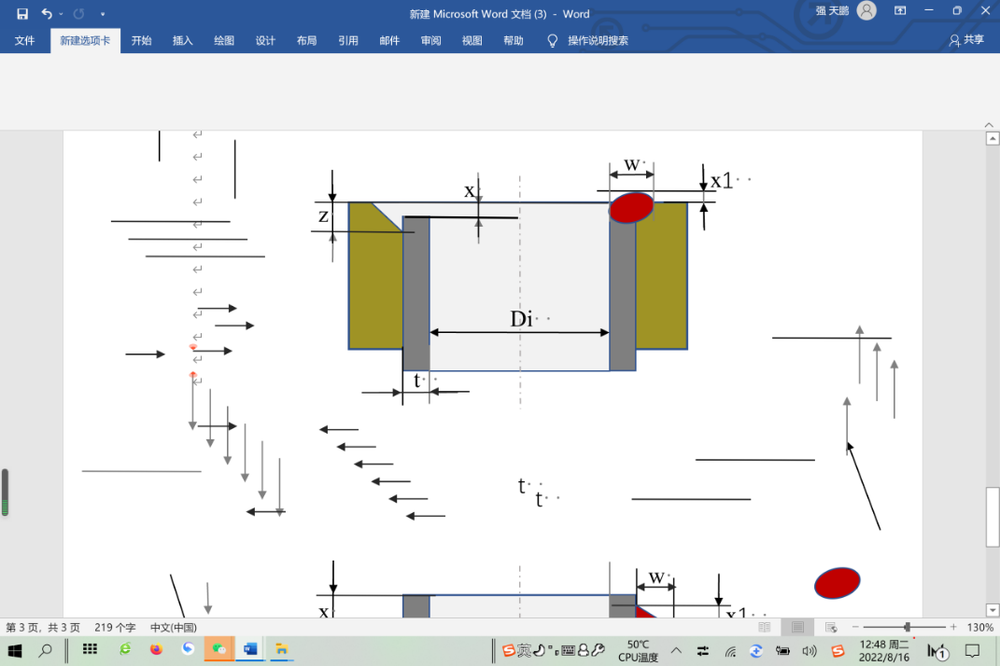 新建 Microsoft Word 文档 (3) - Word
强 天鹏
文件 新建选项卡 开始 插入 绘图 设计 布局 引用 邮件 审阅 视图 帮助 操作说明搜索 共享
w
x1
x
z
Di
t
t
t
w
x
x1
第 3 页，共 3 页 219 个字 中文(中国) 130%
英
50℃
CPU温度
12:48 周二
2022/8/16
1